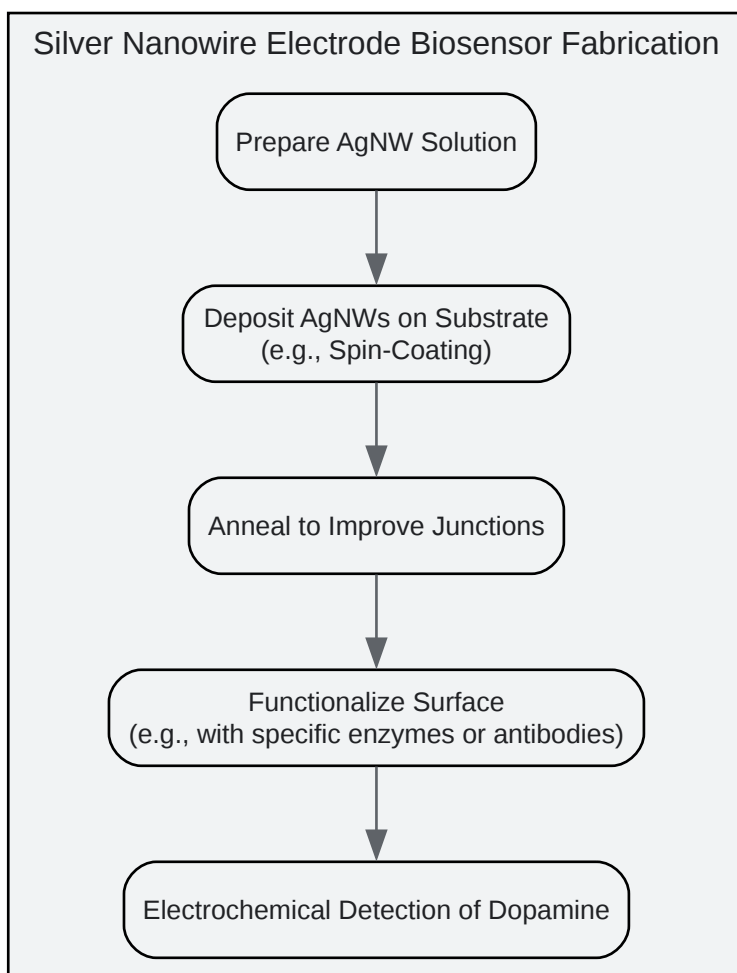 Silver Nanowire Electrode Biosensor Fabrication
Prepare AgNW Solution
Deposit AgNWs on Substrate
(e.g., Spin-Coating)
Anneal to Improve Junctions
Functionalize Surface
(e.g., with specific enzymes or antibodies)
Electrochemical Detection of Dopamine